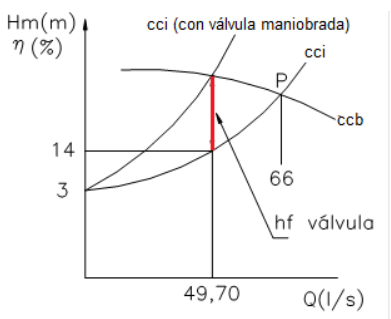 Hm(m)
η (%)
cci (con válvula maniobrada)
cci
P
ccb
14
66
3
hf válvula
49,70
Q(l/s)